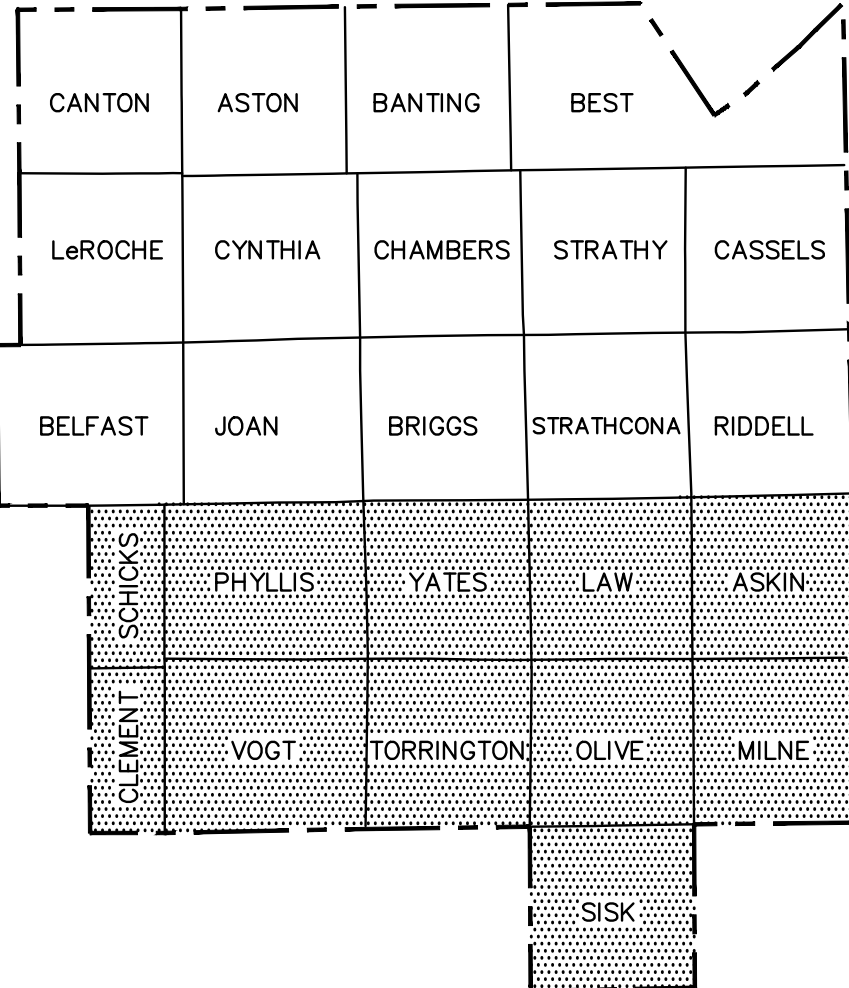 CANTON
ASTON
BANTING
BEST
LeROCHE
CYNTHIA
CHAMBERS
STRATHY
CASSELS
BELFAST
JOAN
BRIGGS
STRATHCONA
RIDDELL
SCHICKS
PHYLLIS
YATES
LAW
ASKIN
CLEMENT
VOGT
TORRINGTON
OLIVE
MILNE
SISK